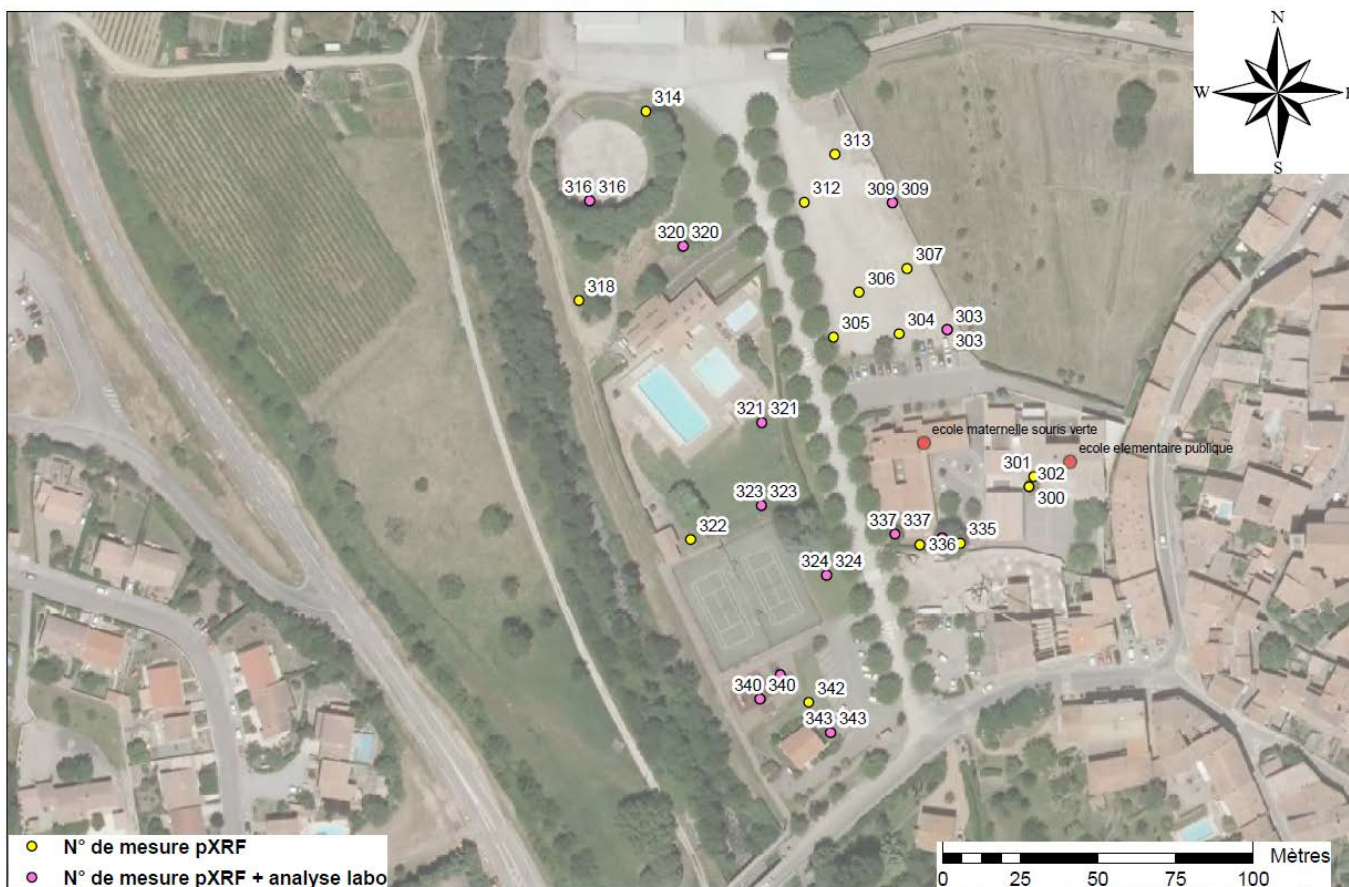 N
W
E
S
314
313
316 316
312
309 309
320 320
307
306
318
305
304
303
303
321 321
ecole maternelle souris verte
ecole elementaire publique
301
302
300
323 323
322
337 337
336
335
324 324
340 340
342
343 343
N° de mesure pXRF
N° de mesure pXRF + analyse labo
Mètres
0 25 50 75 100